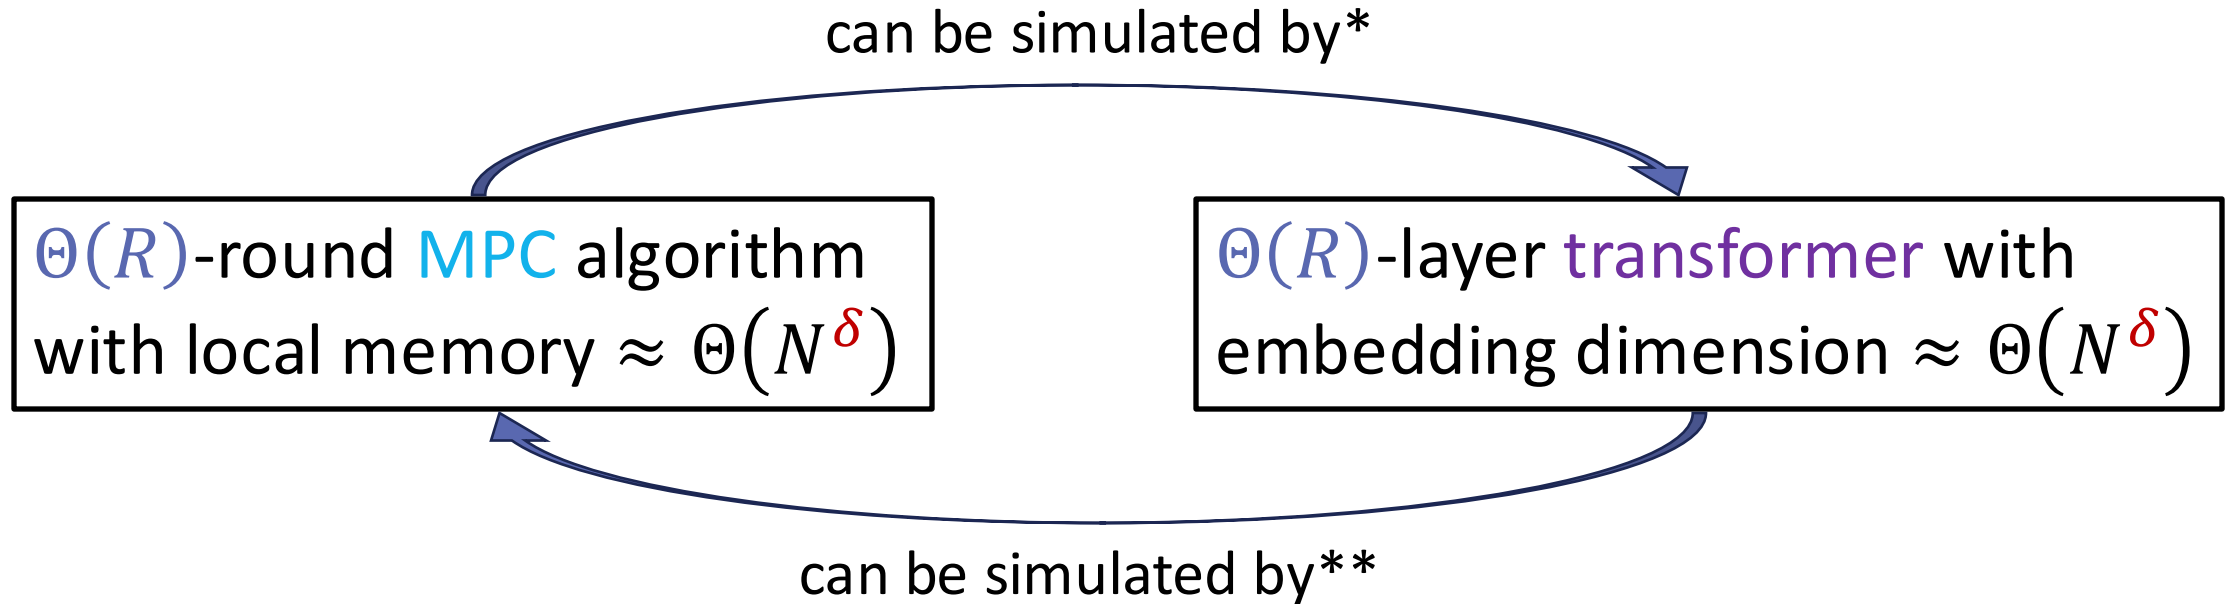 can be simulated by*
Θ(R)-round MPC algorithm
with local memory ≈ Θ(N^δ)
Θ(R)-layer transformer with
embedding dimension ≈ Θ(N^δ)
can be simulated by**